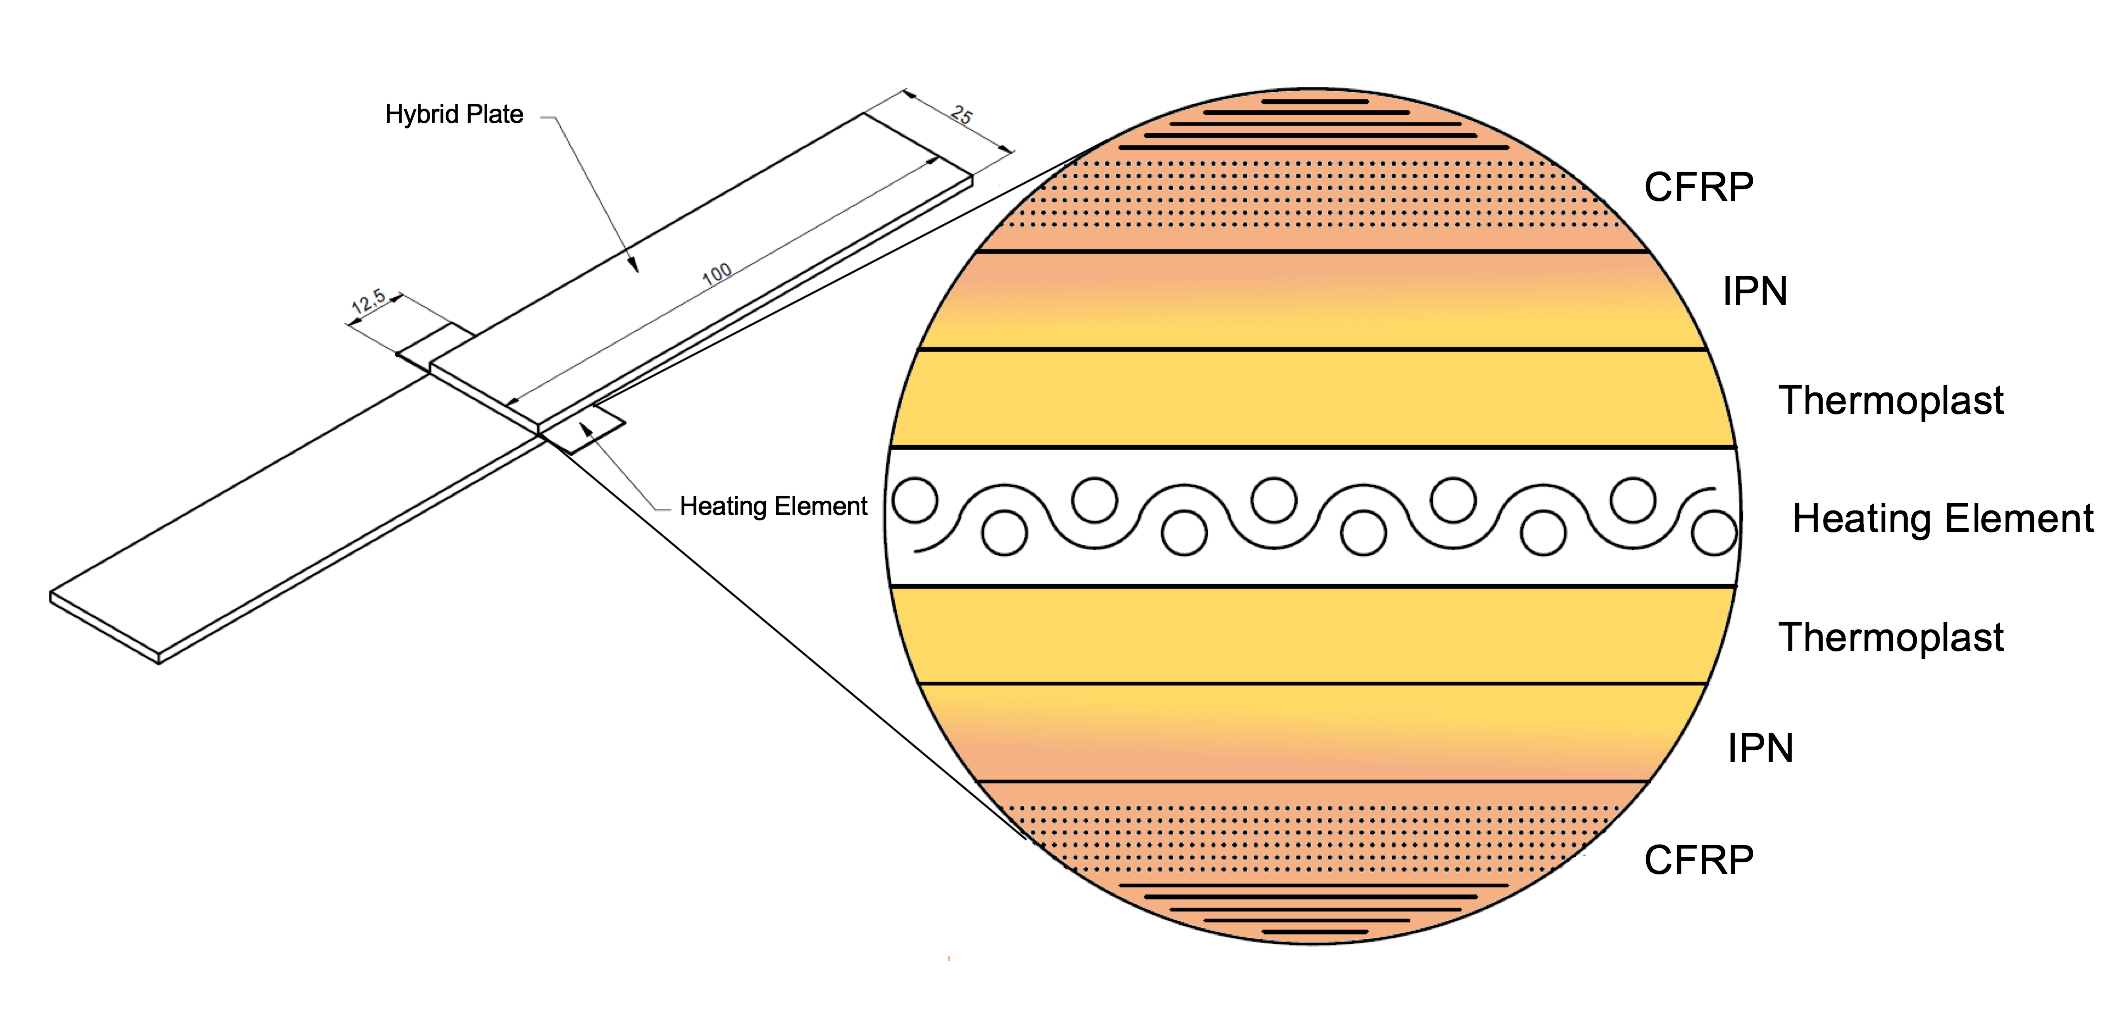 Hybrid Plate
25
100
12,5
Heating Element
CFRP
IPN
Thermoplast
Heating Element
Thermoplast
IPN
CFRP